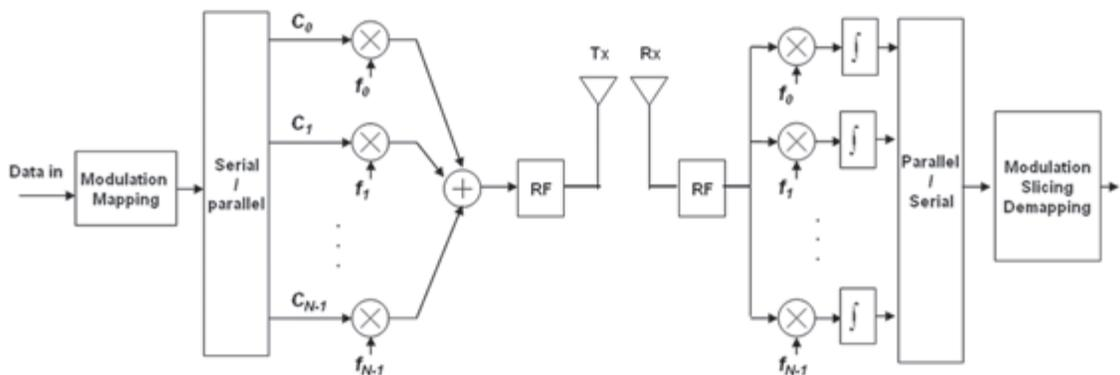 Data in
Modulation
Mapping
Serial
/
parallel
C0
f0
C1
f1
CN-1
fN-1
+
RF
Tx
Rx
RF
f0
∫
f1
∫
fN-1
∫
Parallel
/
Serial
Modulation
Slicing
Demapping